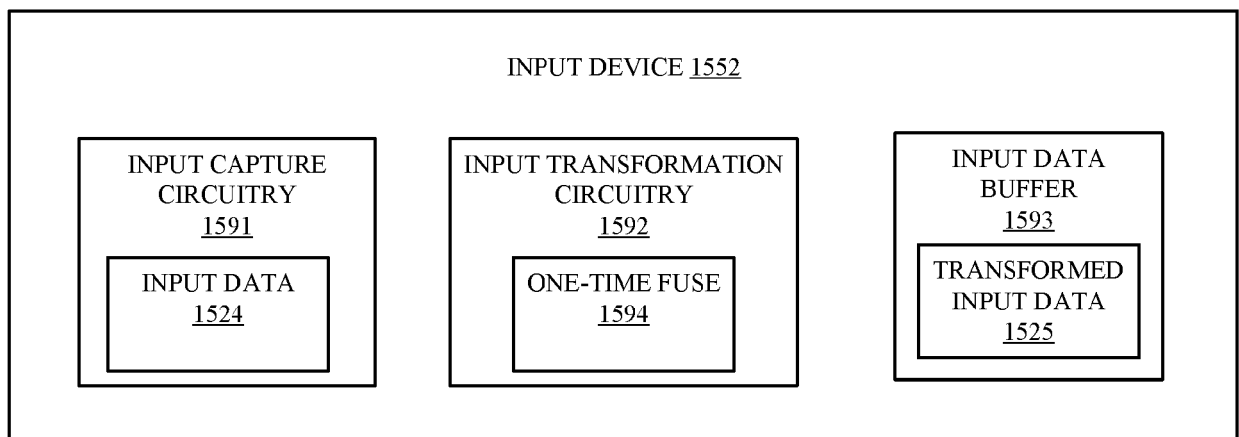 INPUT DEVICE 1552
INPUT CAPTURE
CIRCUITRY
1591
INPUT DATA
1524
INPUT TRANSFORMATION
CIRCUITRY
1592
ONE-TIME FUSE
1594
INPUT DATA
BUFFER
1593
TRANSFORMED
INPUT DATA
1525